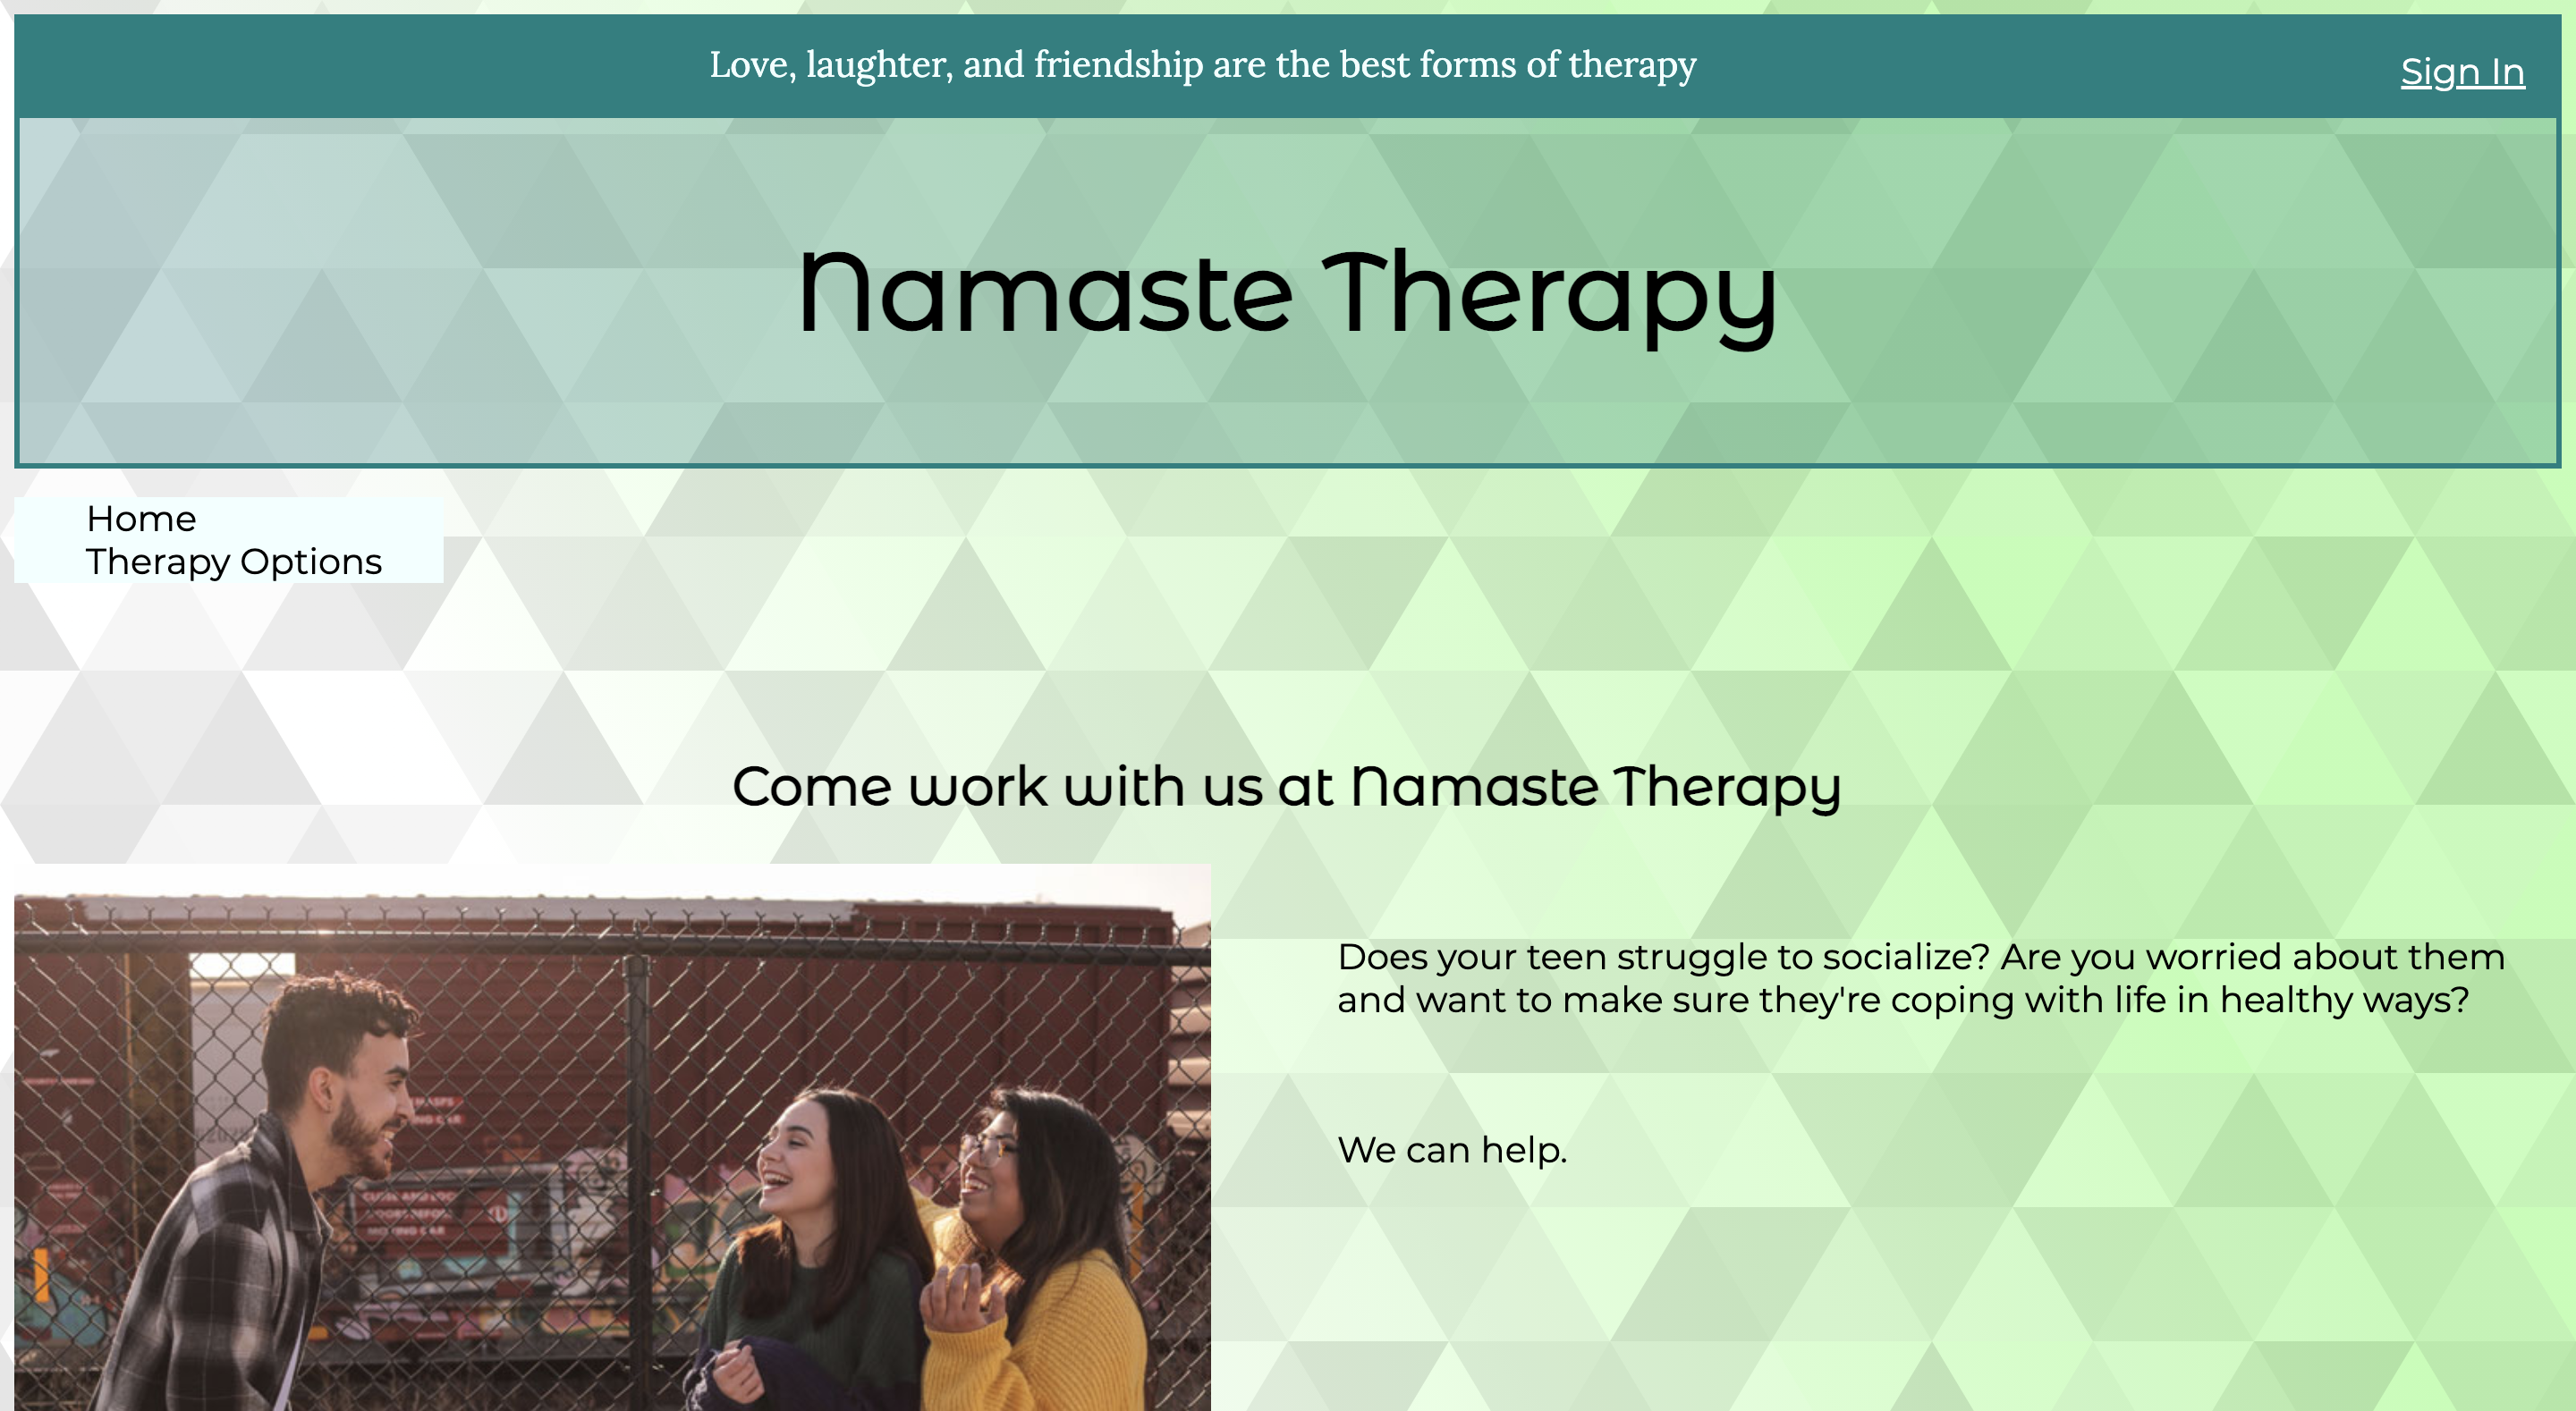 Love, laughter, and friendship are the best forms of therapy
Sign In
Namaste Therapy
Home
Therapy Options
Come work with us at Namaste Therapy
Does your teen struggle to socialize? Are you worried about them
and want to make sure they're coping with life in healthy ways?
We can help.